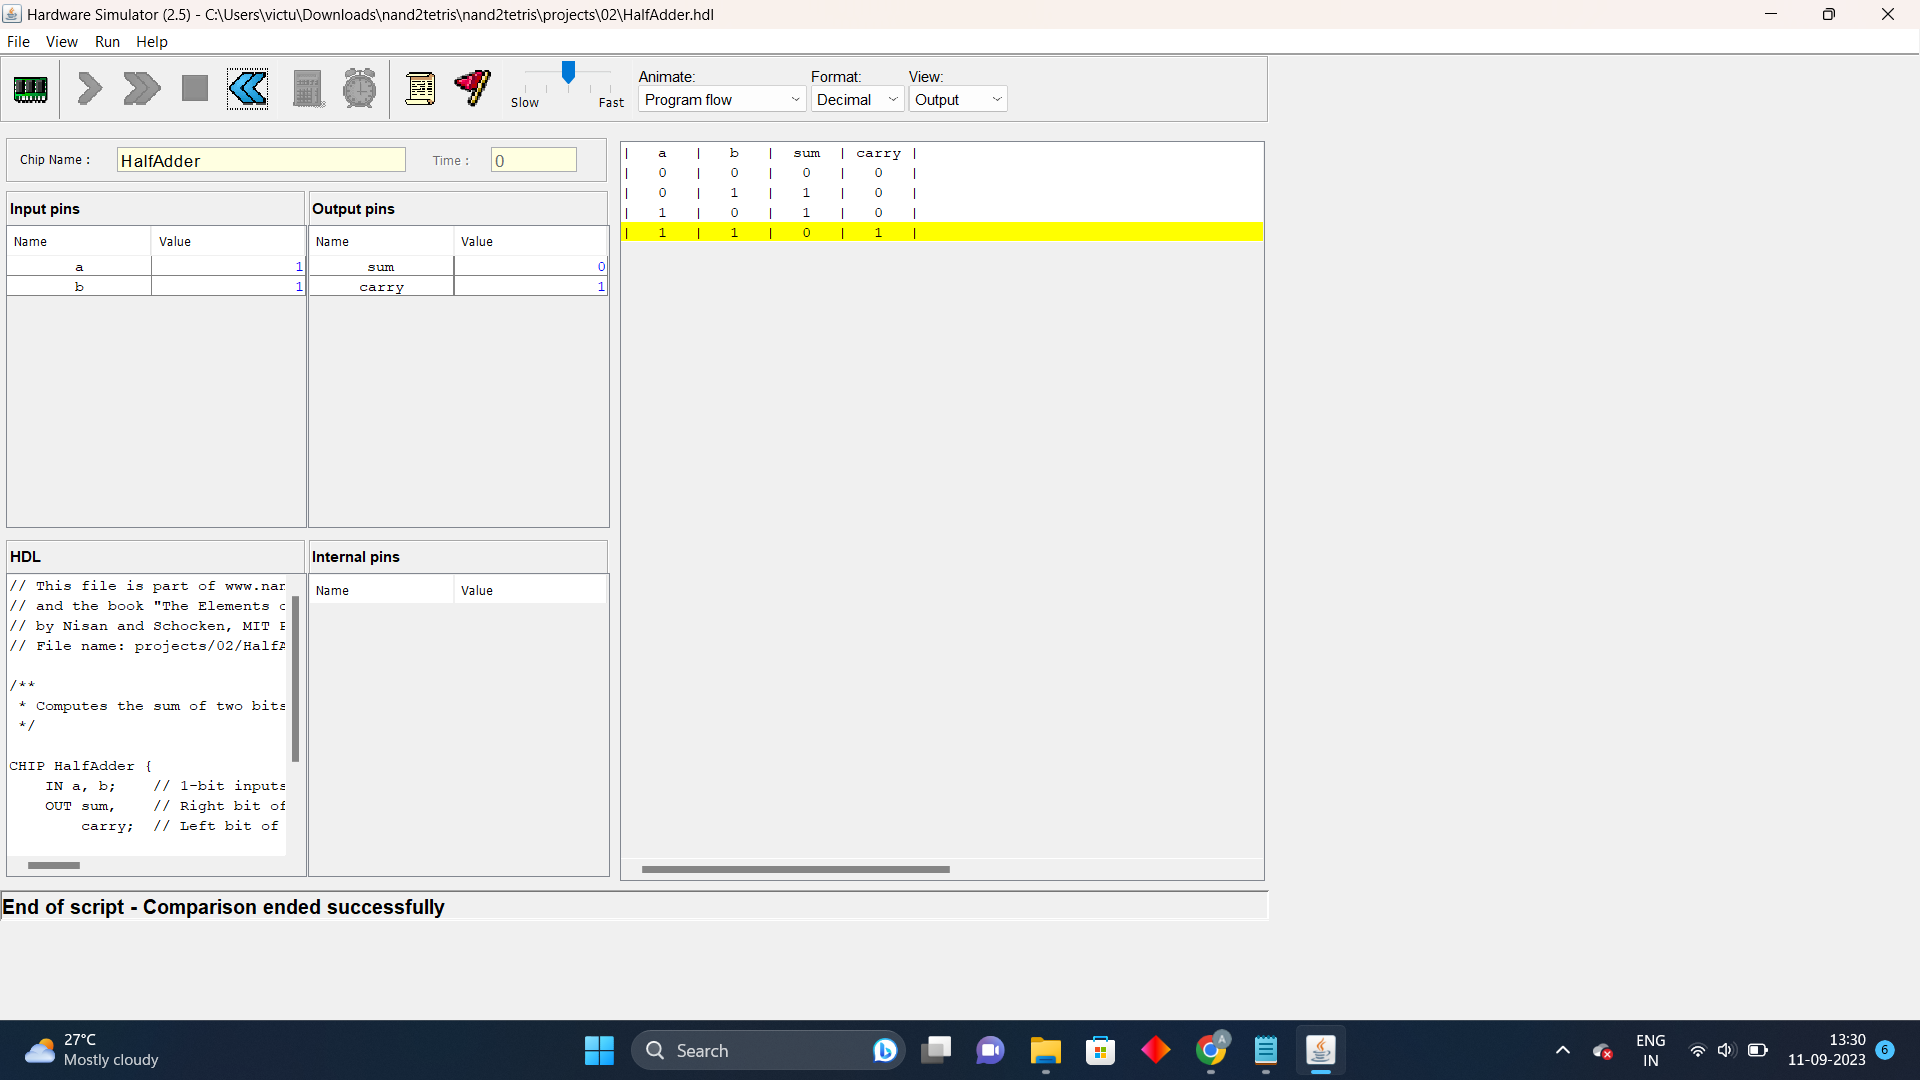 Hardware Simulator (2.5) - C:\Users\victu\Downloads\nand2tetris\nand2tetris\projects\02\HalfAdder.hdl
File View Run Help
Slow Fast
Animate: Format: View:
Program flow Decimal Output
Chip Name : HalfAdder Time : 0
Input pins
Name Value
a 1
b 1
Output pins
Name Value
sum 0
carry 1
| a | b | sum | carry |
| 0 | 0 | 0 | 0 |
| 0 | 1 | 1 | 0 |
| 1 | 0 | 1 | 0 |
| 1 | 1 | 0 | 1 |
HDL
// This file is part of www.nan
// and the book "The Elements o
// by Nisan and Schocken, MIT P
// File name: projects/02/HalfA
/**
* Computes the sum of two bits
*/
CHIP HalfAdder {
IN a, b; // 1-bit inputs
OUT sum, // Right bit of
carry; // Left bit of
Internal pins
Name Value
End of script - Comparison ended successfully
27°C
Mostly cloudy
Search
A
ENG
IN
13:30
11-09-2023
6